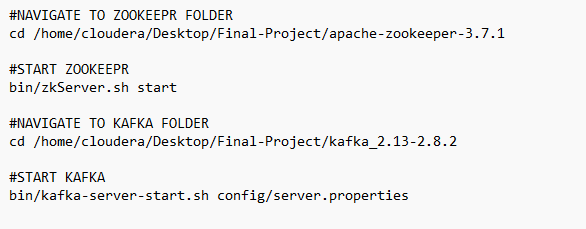 #NAVIGATE TO ZOOKEEPR FOLDER
cd /home/cloudera/Desktop/Final-Project/apache-zookeeper-3.7.1
#START ZOOKEEPR
bin/zkServer.sh start
#NAVIGATE TO KAFKA FOLDER
cd /home/cloudera/Desktop/Final-Project/kafka_2.13-2.8.2
#START KAFKA
bin/kafka-server-start.sh config/server.properties